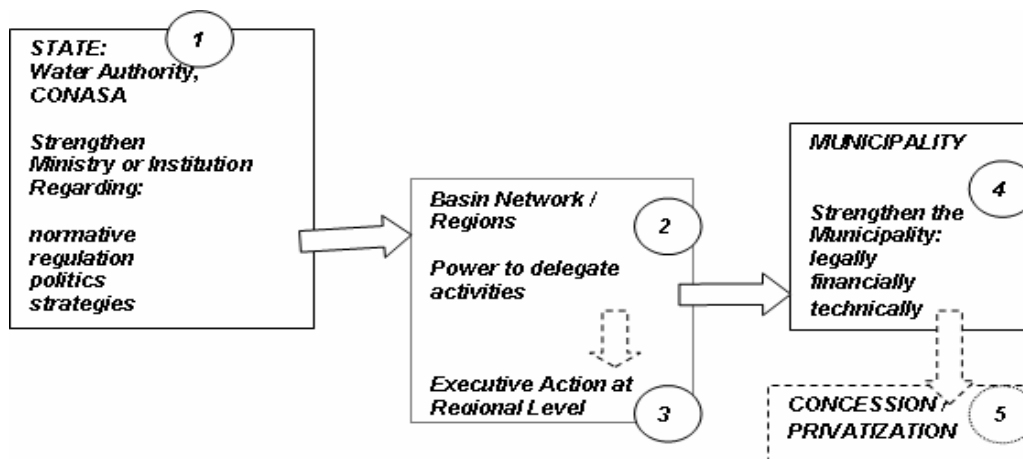 1
STATE:
Water Authority,
CONASA
Strengthen
Ministry or Institution
Regarding:
normative
regulation
politics
strategies
Basin Network /
Regions
2
Power to delegate
activities
Executive Action at
Regional Level
3
MUNICIPALITY
4
Strengthen the
Municipality:
legally
financially
technically
CONCESSION /
PRIVATIZATION
5